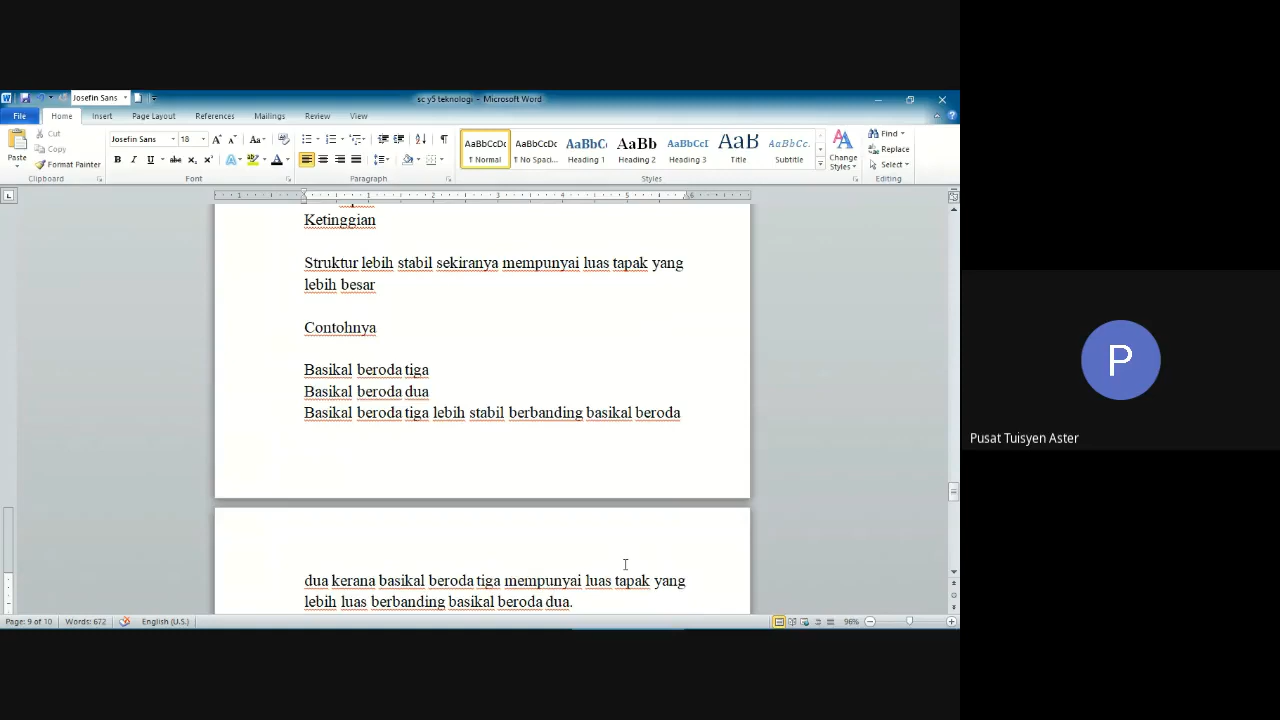 Josefin Sans
sc y5 teknologi - Microsoft Word
File Home Insert Page Layout References Mailings Review View
Paste
Cut
Copy
Format Painter
Clipboard
Josefin Sans 18
Font
Paragraph
AaBbCcDc AaBbCcDc AaBbC AaBb AaBbCcI AaB AaBbCc.
¶ Normal ¶ No Spaci... Heading 1 Heading 2 Heading 3 Title Subtitle
Change Styles
Styles
Find
Replace
Select
Editing
Ketinggian
Struktur lebih stabil sekiranya mempunyai luas tapak yang
lebih besar
Contohnya
Basikal beroda tiga
Basikal beroda dua
Basikal beroda tiga lebih stabil berbanding basikal beroda
dua kerana basikal beroda tiga mempunyai luas tapak yang
lebih luas berbanding basikal beroda dua.
Page: 9 of 10 Words: 672 English (U.S.) 96%
P
Pusat Tuisyen Aster